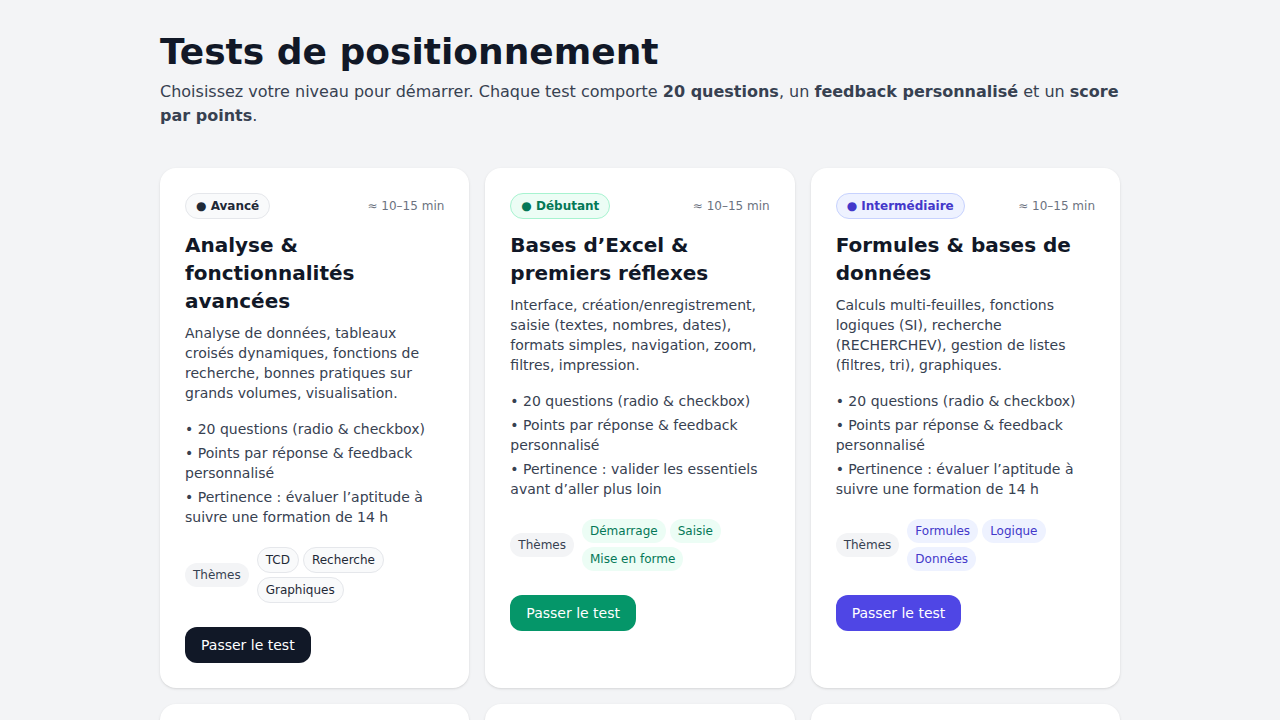 Tests de positionnement
Choisissez votre niveau pour démarrer. Chaque test comporte 20 questions, un feedback personnalisé et un score
par points.
● Avancé
≈ 10–15 min
Analyse &
fonctionnalités
avancées
Analyse de données, tableaux
croisés dynamiques, fonctions de
recherche, bonnes pratiques sur
grands volumes, visualisation.
• 20 questions (radio & checkbox)
• Points par réponse & feedback
personnalisé
• Pertinence : évaluer l’aptitude à
suivre une formation de 14 h
Thèmes
TCD
Recherche
Graphiques
Passer le test
● Débutant
≈ 10–15 min
Bases d’Excel &
premiers réflexes
Interface, création/enregistrement,
saisie (textes, nombres, dates),
formats simples, navigation, zoom,
filtres, impression.
• 20 questions (radio & checkbox)
• Points par réponse & feedback
personnalisé
• Pertinence : valider les essentiels
avant d’aller plus loin
Thèmes
Démarrage
Saisie
Mise en forme
Passer le test
● Intermédiaire
≈ 10–15 min
Formules & bases de
données
Calculs multi-feuilles, fonctions
logiques (SI), recherche
(RECHERCHEV), gestion de listes
(filtres, tri), graphiques.
• 20 questions (radio & checkbox)
• Points par réponse & feedback
personnalisé
• Pertinence : évaluer l’aptitude à
suivre une formation de 14 h
Thèmes
Formules
Logique
Données
Passer le test